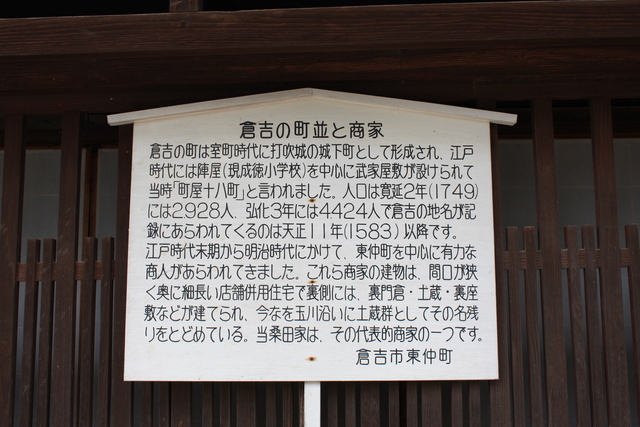 倉吉の町並と商家
倉吉の町は室町時代に打吹城の城下町として形成され、江戸
時代には陣屋(現成徳小学校)を中心に武家屋敷が設けられて
当時「町屋十八町」と言われました。人口は寛延2年(1749)
には2928人、弘化3年には4424人で倉吉の地名が記
録にあらわれてくるのは天正11年(1583)以降です。
江戸時代末期から明治時代にかけて、東仲町を中心に有力な
商人があらわれてきました。これら商家の建物は、間口が狭
く奥に細長い店舗併用住宅で裏側には、裏門倉・土蔵・裏座
敷などが建てられ、今なを玉川沿いに土蔵群としてその名残
りをとどめている。当桑田家は、その代表的商家の一つです。
倉吉市東仲町